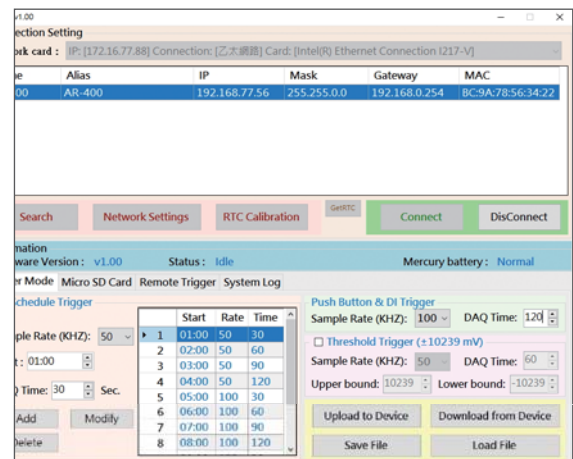 v1.00
ection Setting
ork card : IP: [172.16.77.88] Connection: [乙太網路] Card: [Intel(R) Ethernet Connection I217-V]
e Alias IP Mask Gateway MAC
00 AR-400 192.168.77.56 255.255.0.0 192.168.0.254 BC:9A:78:56:34:22
Search Network Settings RTC Calibration GetRTC Connect DisConnect
mation
ware Version : v1.00 Status : Idle Mercury battery : Normal
er Mode Micro SD Card Remote Trigger System Log
chedule Trigger
ple Rate (KHZ): 50
t : 01:00
Q Time: 30 Sec.
Add Modify
Delete
Start Rate Time
1 01:00 50 30
2 02:00 50 60
3 03:00 50 90
4 04:00 50 120
5 05:00 100 30
6 06:00 100 60
7 07:00 100 90
8 08:00 100 120
Push Button & DI Trigger
Sample Rate (KHZ): 100 DAQ Time: 120
Threshold Trigger (±10239 mV)
Sample Rate (KHZ): 50 DAQ Time: 60
Upper bound: 10239 Lower bound: -10239
Upload to Device Download from Device
Save File Load File